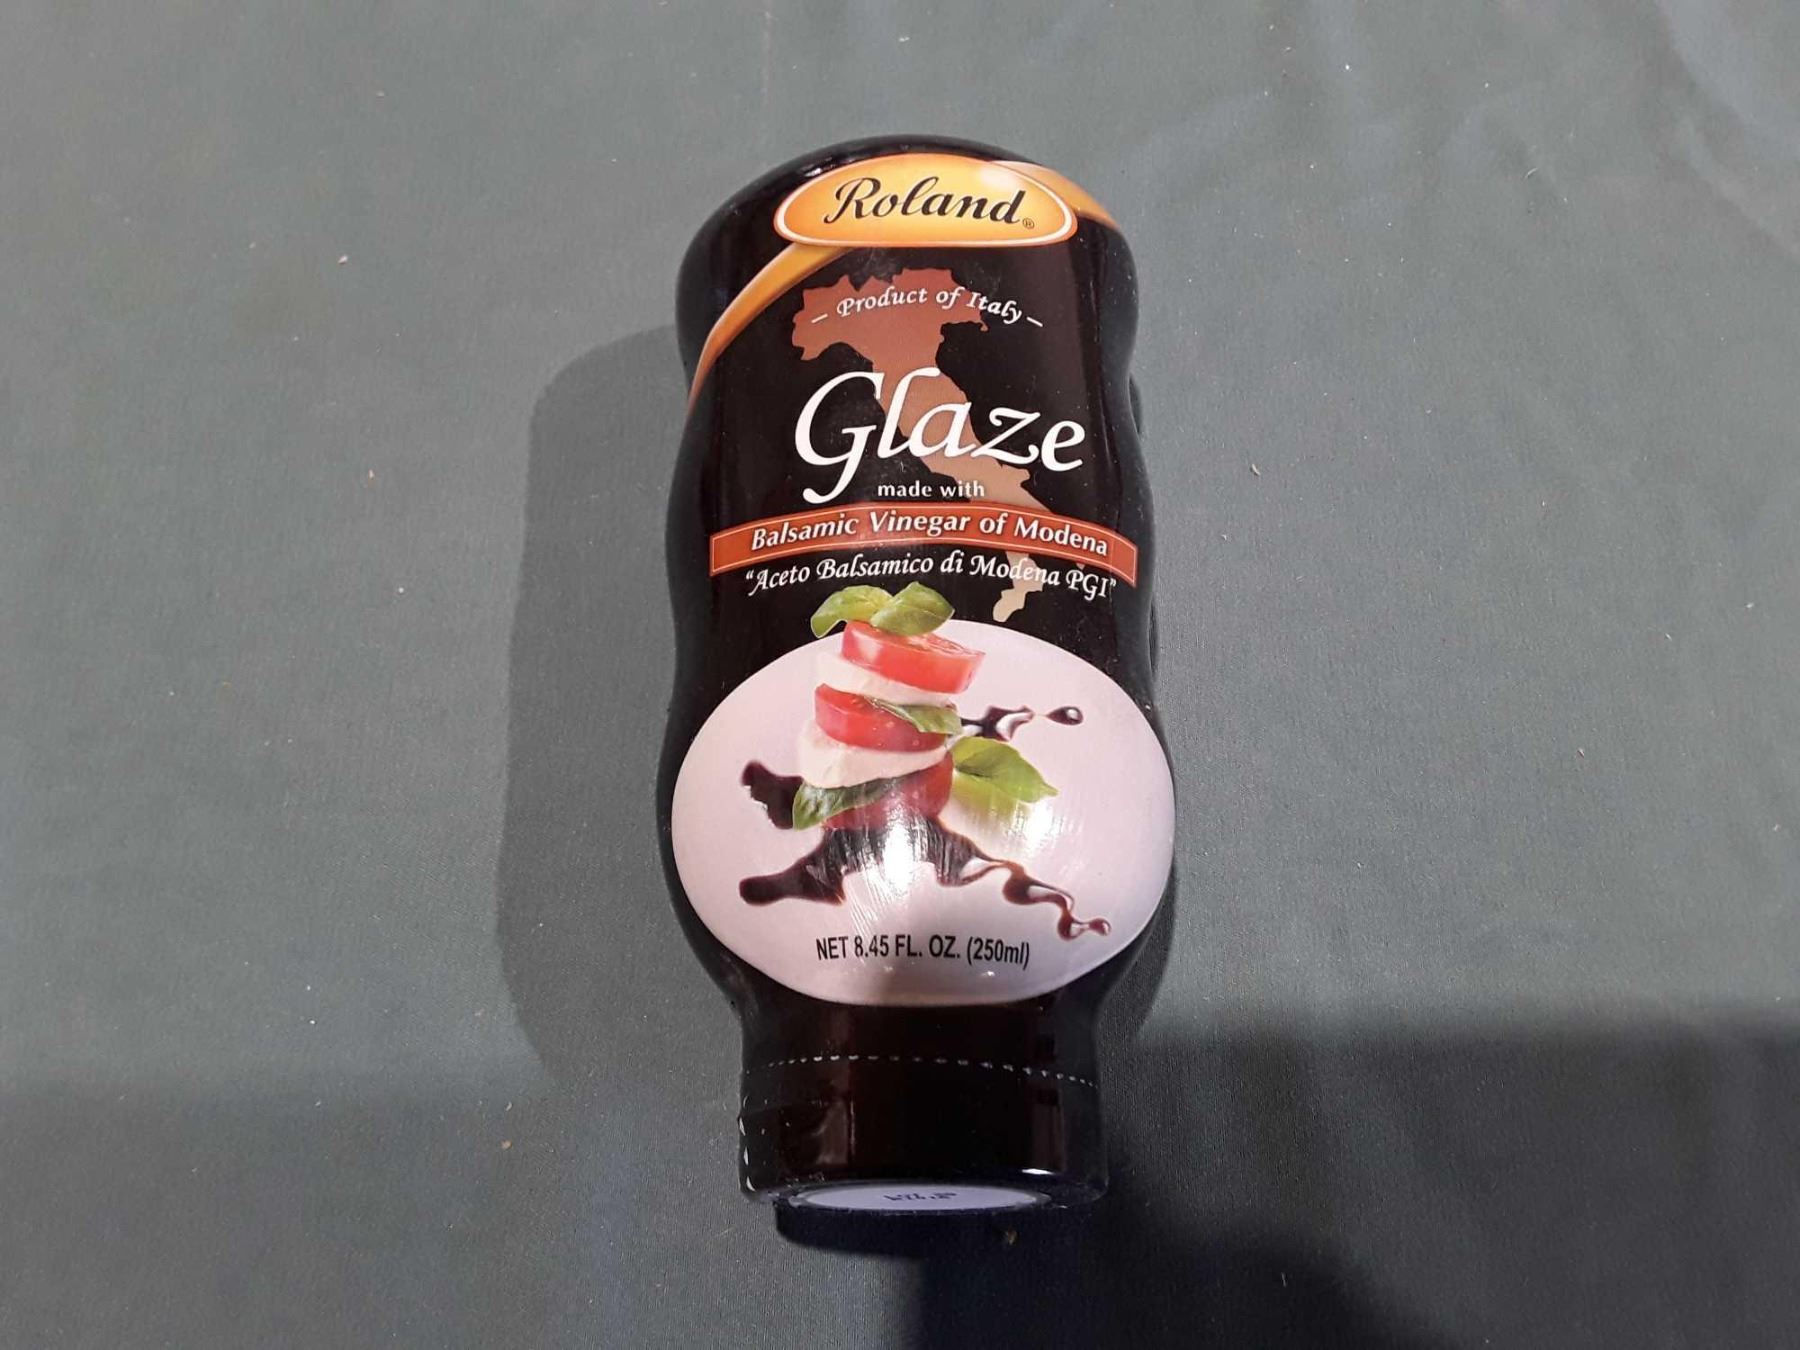 Roland®
– Product of Italy –
Glaze
made with
Balsamic Vinegar of Modena
"Aceto Balsamico di Modena PGI"
NET 8.45 FL. OZ. (250ml)